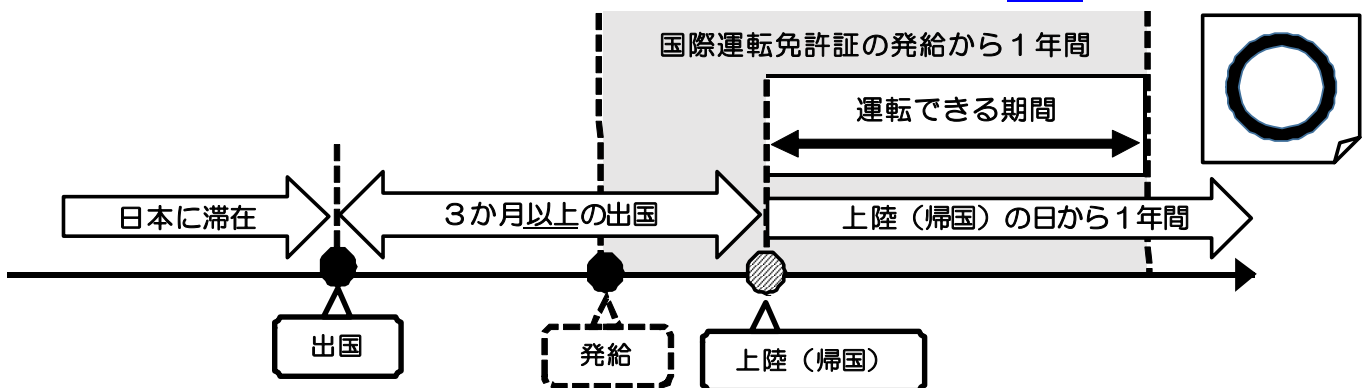 国際運転免許証の発給から１年間
運転できる期間
日本に滞在
３か月以上の出国
上陸（帰国）の日から１年間
出国
発給
上陸（帰国）